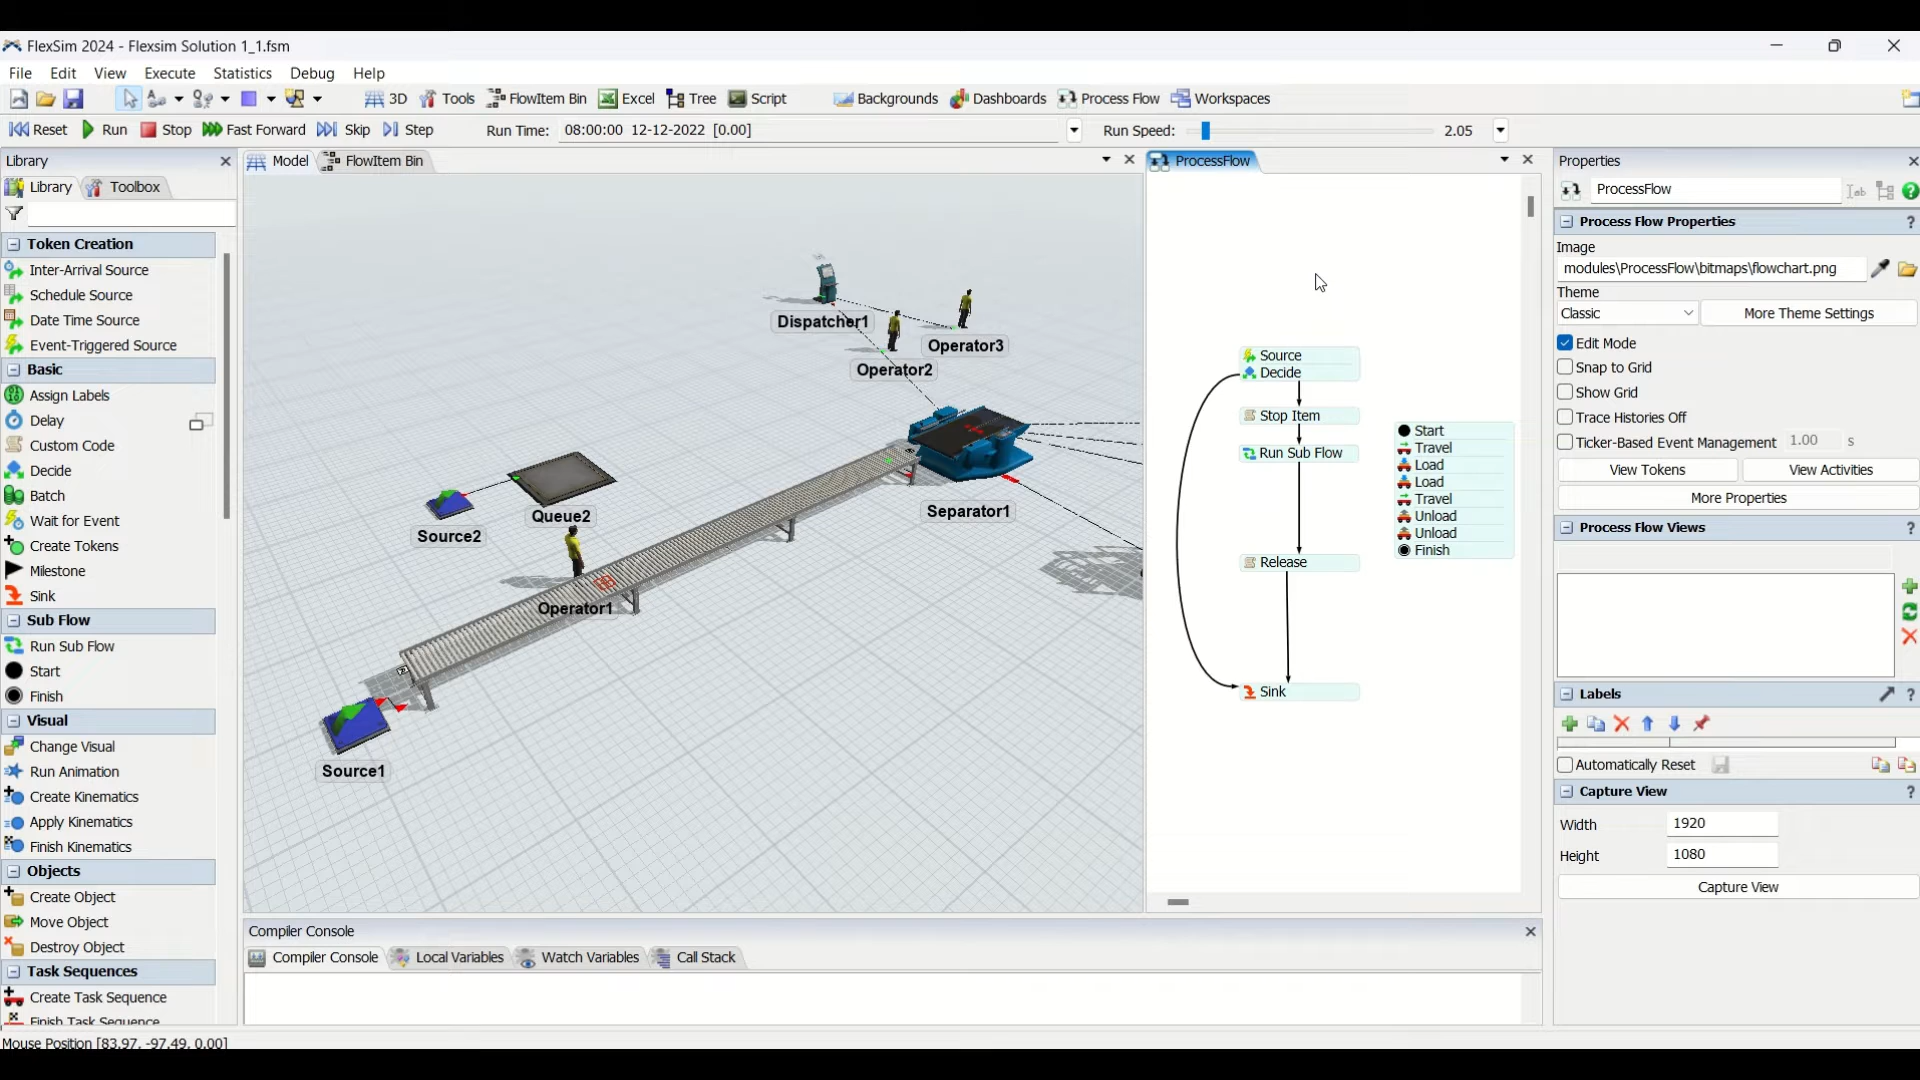 FlexSim 2024 - Flexsim Solution 1_1.fsm
File Edit View Execute Statistics Debug Help
3D Tools FlowItem Bin Excel Tree Script Backgrounds Dashboards Process Flow Workspaces
Reset Run Stop Fast Forward Skip Step Run Time: 08:00:00 12-12-2022 [0.00] Run Speed: 2.05
Library
Library Toolbox
Token Creation
Inter-Arrival Source
Schedule Source
Date Time Source
Event-Triggered Source
Basic
Assign Labels
Delay
Custom Code
Decide
Batch
Wait for Event
Create Tokens
Milestone
Sink
Sub Flow
Run Sub Flow
Start
Finish
Visual
Change Visual
Run Animation
Create Kinematics
Apply Kinematics
Finish Kinematics
Objects
Create Object
Move Object
Destroy Object
Task Sequences
Create Task Sequence
Finish Task Sequence
Mouse Position [83.97, -97.49, 0.00]
Model FlowItem Bin
Dispatcher1
Operator3
Operator2
Separator1
Queue2
Source2
Operator1
Source1
ProcessFlow
Source
Decide
Stop Item
Run Sub Flow
Release
Sink
Start
Travel
Load
Load
Travel
Unload
Unload
Finish
Compiler Console
Compiler Console Local Variables Watch Variables Call Stack
Properties
ProcessFlow
Process Flow Properties ?
Image
modules\ProcessFlow\bitmaps\flowchart.png
Theme
Classic More Theme Settings
Edit Mode
Snap to Grid
Show Grid
Trace Histories Off
Ticker-Based Event Management 1.00 s
View Tokens View Activities
More Properties
Process Flow Views ?
Labels ?
Automatically Reset
Capture View ?
Width 1920
Height 1080
Capture View